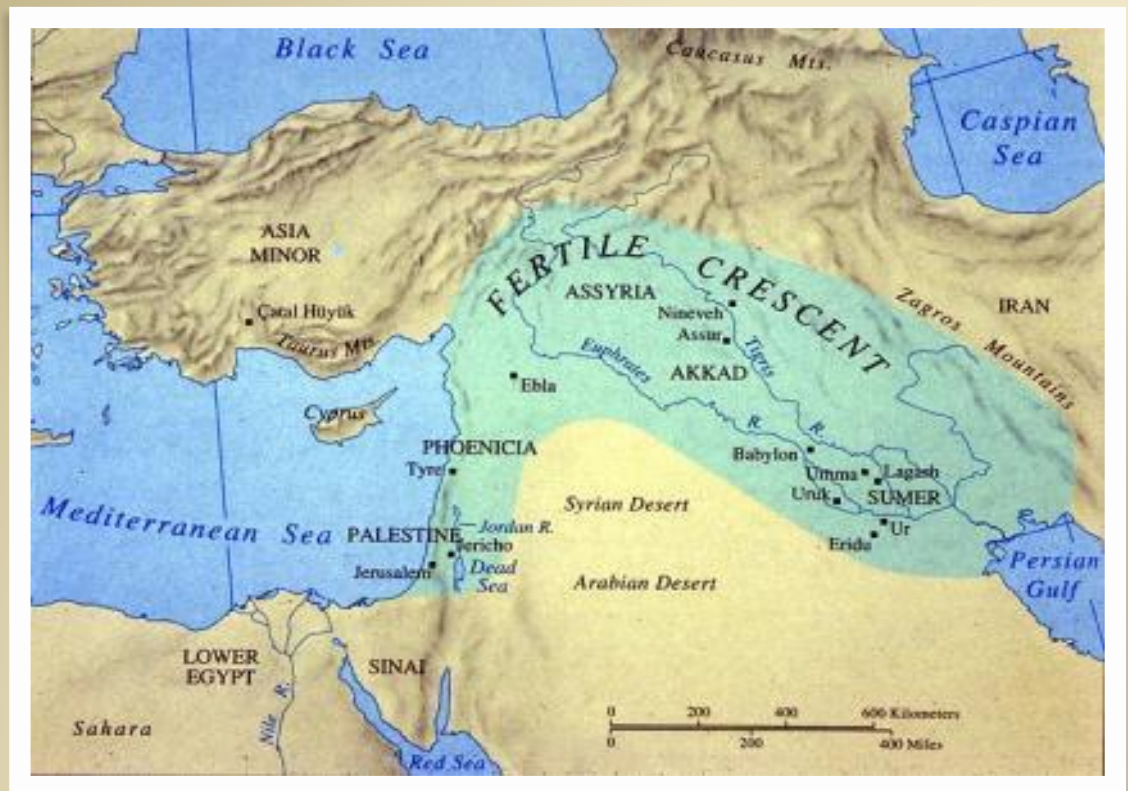 Black Sea
Caucasus Mts.
Caspian
Sea
ASIA
MINOR
FERTILE CRESCENT
ASSYRIA
Zagros Mountains
IRAN
Çatal Hüyük
Nineveh
Taurus Mts.
Assur
Tigris R.
Euphrates R.
AKKAD
Ebla
Cyprus
PHOENICIA
Babylon
Tyre
Umma
Lagash
Uruk
SUMER
Syrian Desert
Mediterranean Sea
PALESTINE
Jordan R.
Ur
Jericho
Eridu
Jerusalem
Dead
Sea
Persian
Gulf
Arabian Desert
LOWER
EGYPT
SINAI
Nile R.
Sahara
0 200 400 600 Kilometers
0 200 400 Miles
Red Sea